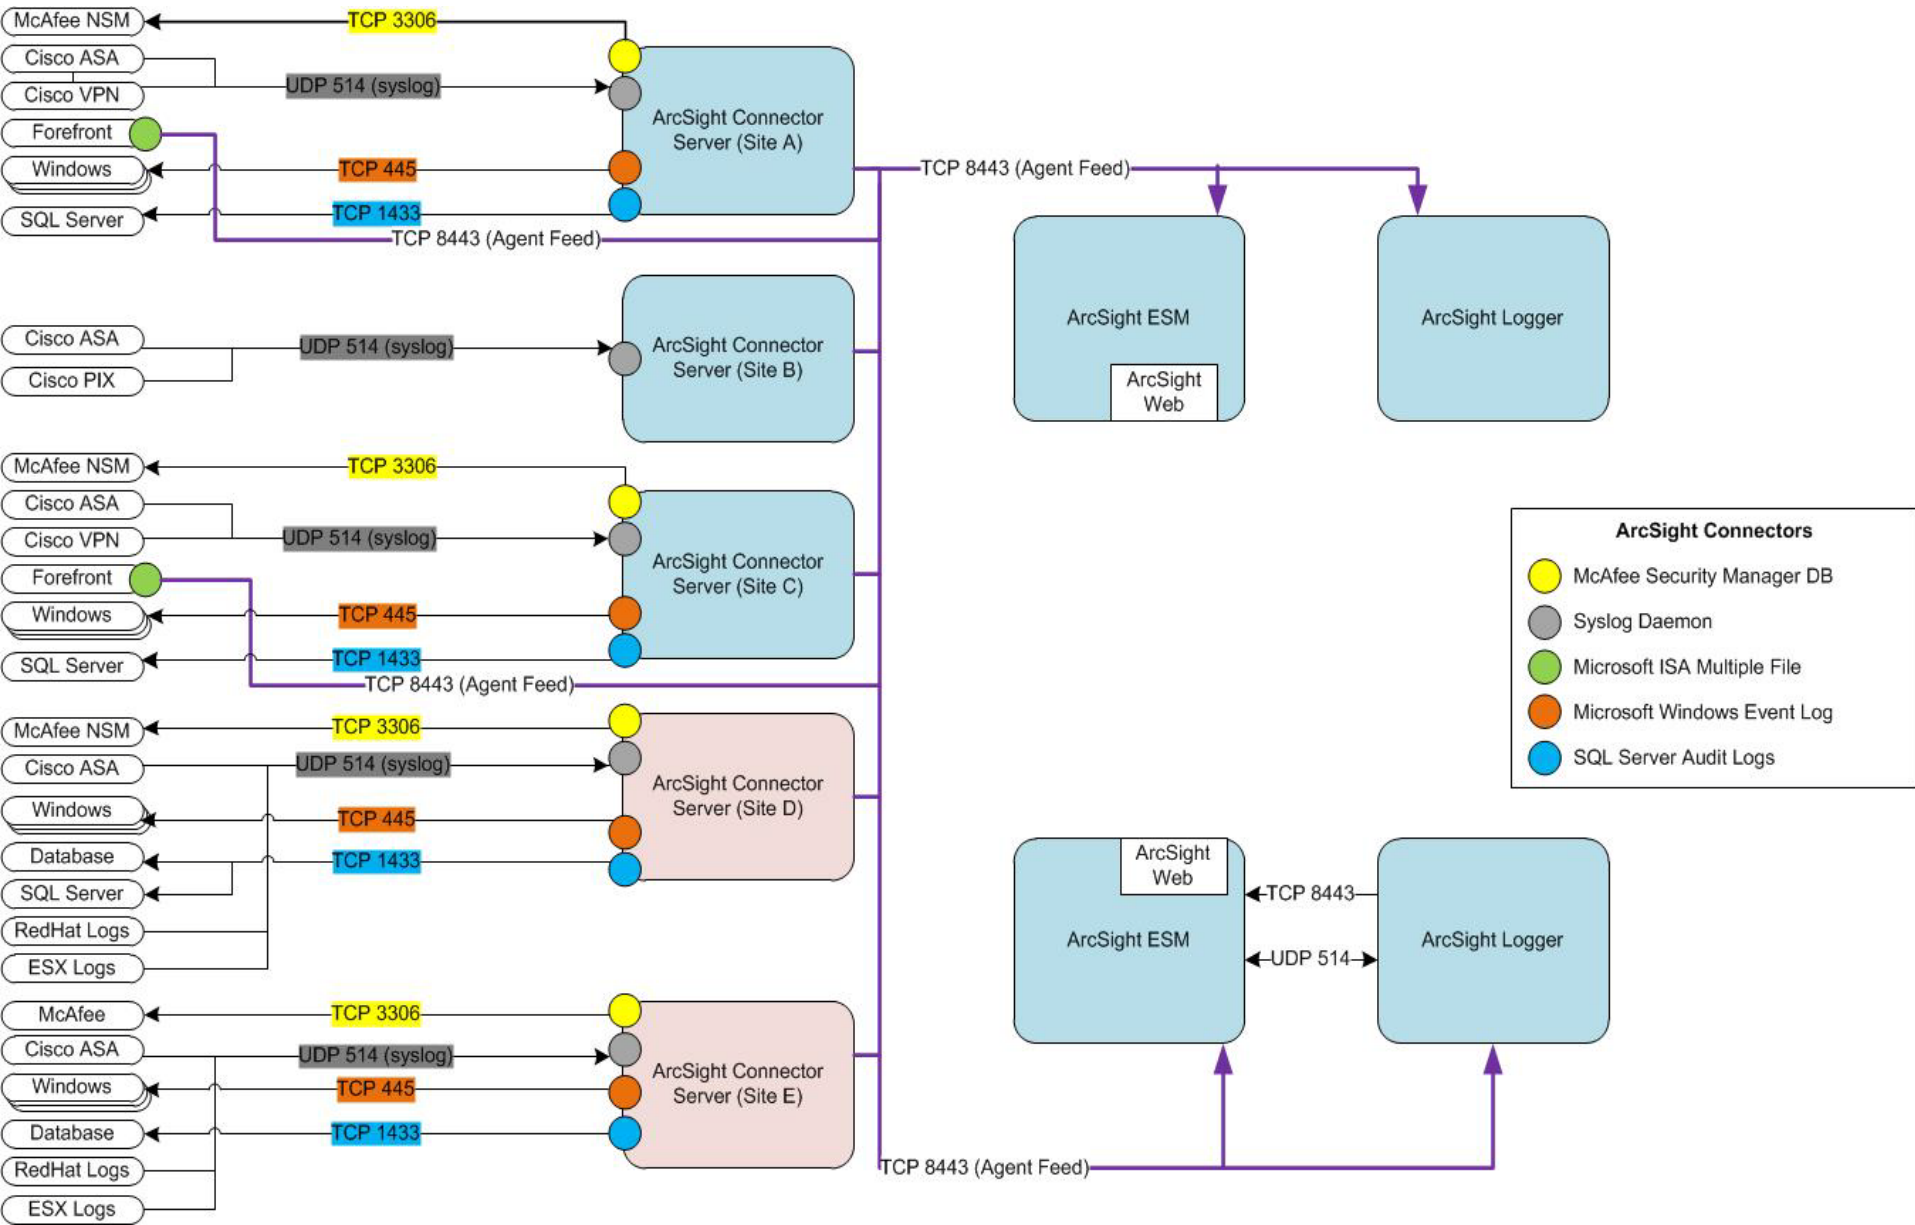 McAfee NSM
TCP 3306
Cisco ASA
UDP 514 (syslog)
Cisco VPN
Forefront
Windows
TCP 445
SQL Server
TCP 1433
TCP 8443 (Agent Feed)
ArcSight Connector
Server (Site A)
Cisco ASA
UDP 514 (syslog)
Cisco PIX
ArcSight Connector
Server (Site B)
McAfee NSM
TCP 3306
Cisco ASA
Cisco VPN
UDP 514 (syslog)
Forefront
Windows
TCP 445
SQL Server
TCP 1433
TCP 8443 (Agent Feed)
ArcSight Connector
Server (Site C)
McAfee NSM
TCP 3306
Cisco ASA
UDP 514 (syslog)
Windows
TCP 445
Database
TCP 1433
SQL Server
RedHat Logs
ESX Logs
ArcSight Connector
Server (Site D)
McAfee
TCP 3306
Cisco ASA
UDP 514 (syslog)
Windows
TCP 445
Database
TCP 1433
RedHat Logs
ESX Logs
ArcSight Connector
Server (Site E)
TCP 8443 (Agent Feed)
ArcSight ESM
ArcSight
Web
ArcSight Logger
ArcSight Connectors
McAfee Security Manager DB
Syslog Daemon
Microsoft ISA Multiple File
Microsoft Windows Event Log
SQL Server Audit Logs
ArcSight
Web
ArcSight ESM
TCP 8443
UDP 514
ArcSight Logger
TCP 8443 (Agent Feed)